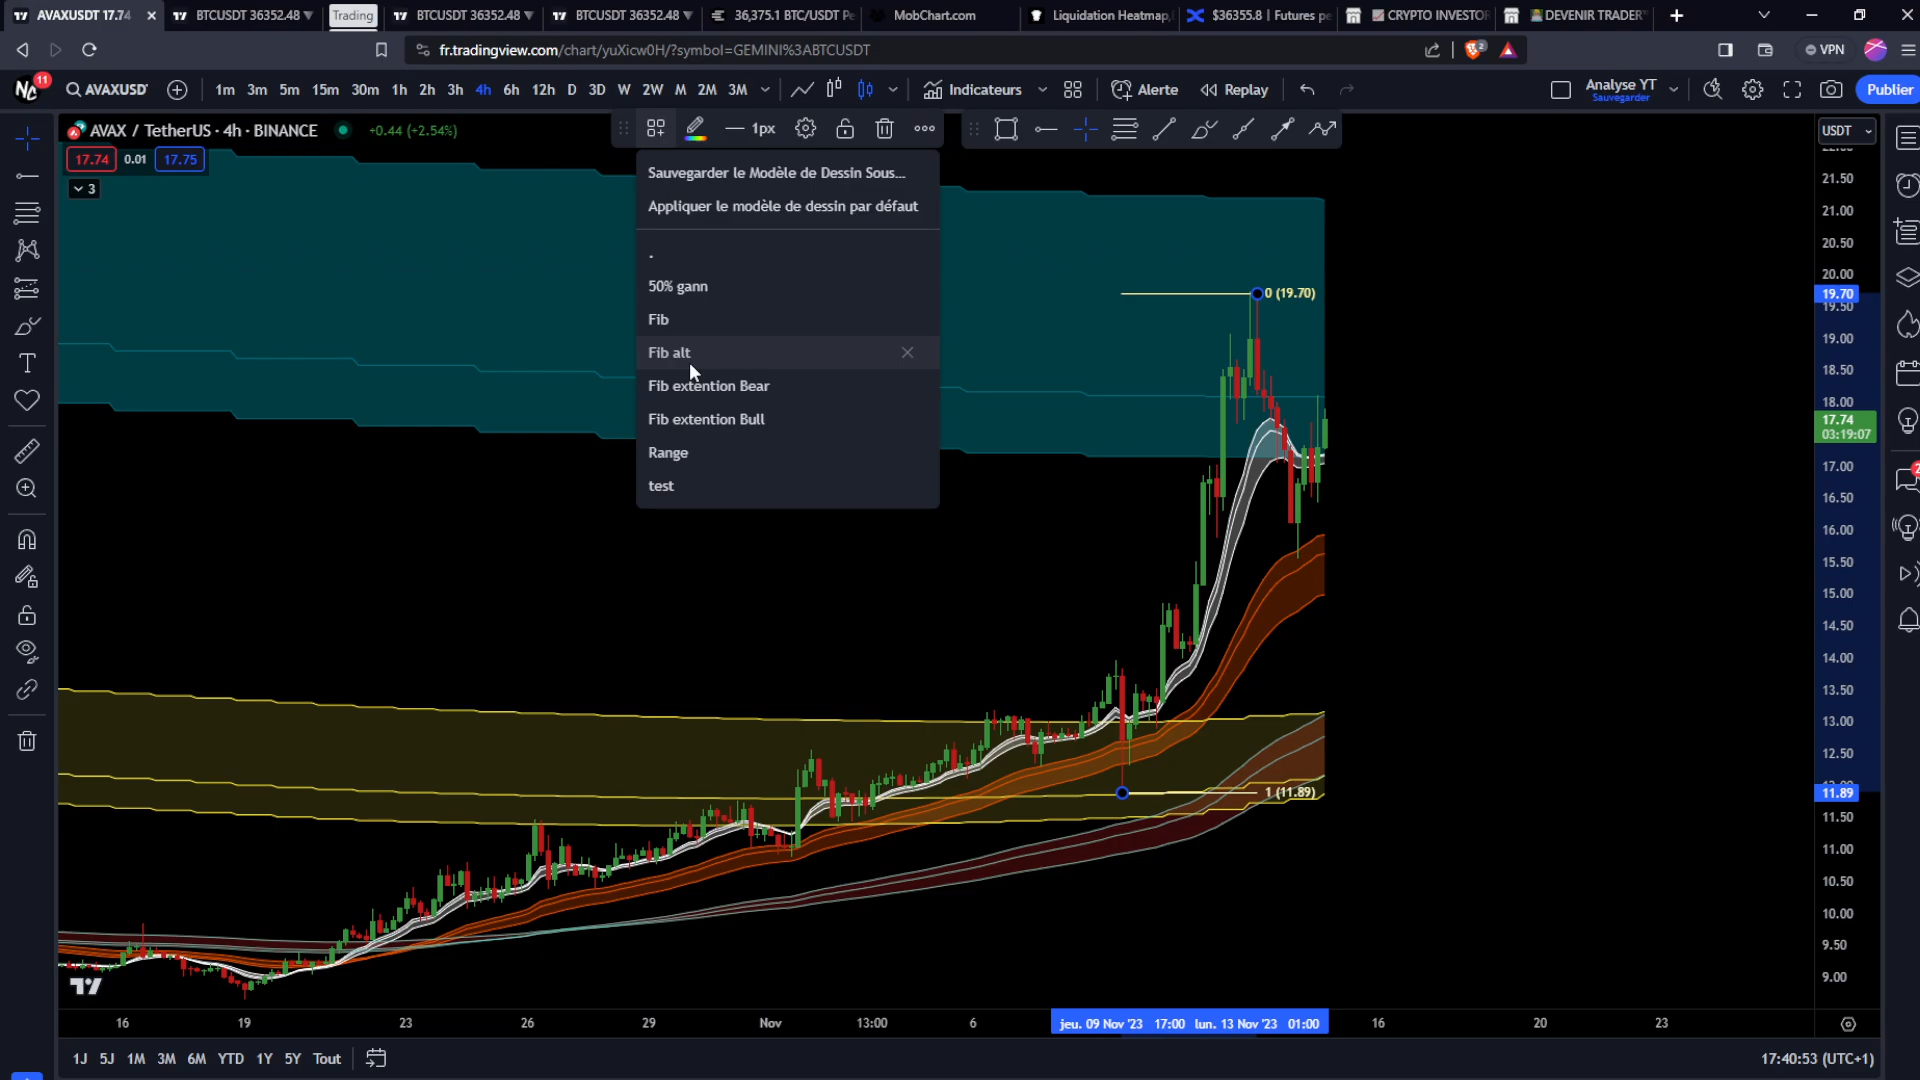 AVAXUSDT 17.74
BTCUSDT 36352.48
Trading
BTCUSDT 36352.48
BTCUSDT 36352.48
36,375.1 BTC/USDT Pe
MobChart.com
Liquidation Heatmap,
$36355.8 | Futures pe
CRYPTO INVESTOR
DEVENIR TRADER
fr.tradingview.com/chart/yuXicw0H/?symbol=GEMINI%3ABTCUSDT
2
VPN
11
AVAXUSDT
1m 3m 5m 15m 30m 1h 2h 3h 4h 6h 12h D 3D W 2W M 2M 3M
Indicateurs
Alerte
Replay
Analyse YT
Sauvegarder
Publier
AVAX / TetherUS · 4h · BINANCE
+0.44 (+2.54%)
17.74 0.01 17.75
3
1px
Sauvegarder le Modèle de Dessin Sous...
Appliquer le modèle de dessin par défaut
.
50% gann
Fib
Fib alt
Fib extention Bear
Fib extention Bull
Range
test
0 (19.70)
1 (11.89)
USDT
21.50
21.00
20.50
20.00
19.70
19.50
19.00
18.50
18.00
17.74
03:19:07
17.00
16.50
16.00
15.50
15.00
14.50
14.00
13.50
13.00
12.50
11.89
11.50
11.00
10.50
10.00
9.50
9.00
16 19 23 26 29 Nov 13:00 6 jeu. 09 Nov '23 17:00 lun. 13 Nov '23 01:00 16 20 23
1J 5J 1M 3M 6M YTD 1Y 5Y Tout
17:40:53 (UTC+1)